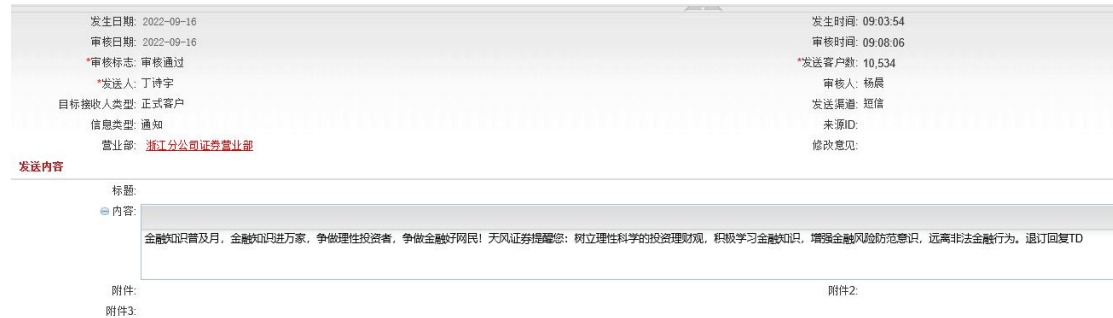 发生日期: 2022-09-16 发生时间: 09:03:54
审核日期: 2022-09-16 审核时间: 09:08:06
*审核标志: 审核通过 *发送客户数: 10,534
*发送人: 丁诗宇 审核人: 杨晨
目标接收人类型: 正式客户 发送渠道: 短信
信息类型: 通知 来源ID:
营业部: 浙江分公司证券营业部 修改意见:
发送内容
标题:
内容:
金融知识普及月，金融知识进万家，争做理性投资者，争做金融好网民！天风证券提醒您：树立理性科学的投资理财观，积极学习金融知识，增强金融风险防范意识，远离非法金融行为。退订回复TD
附件: 附件2:
附件3: